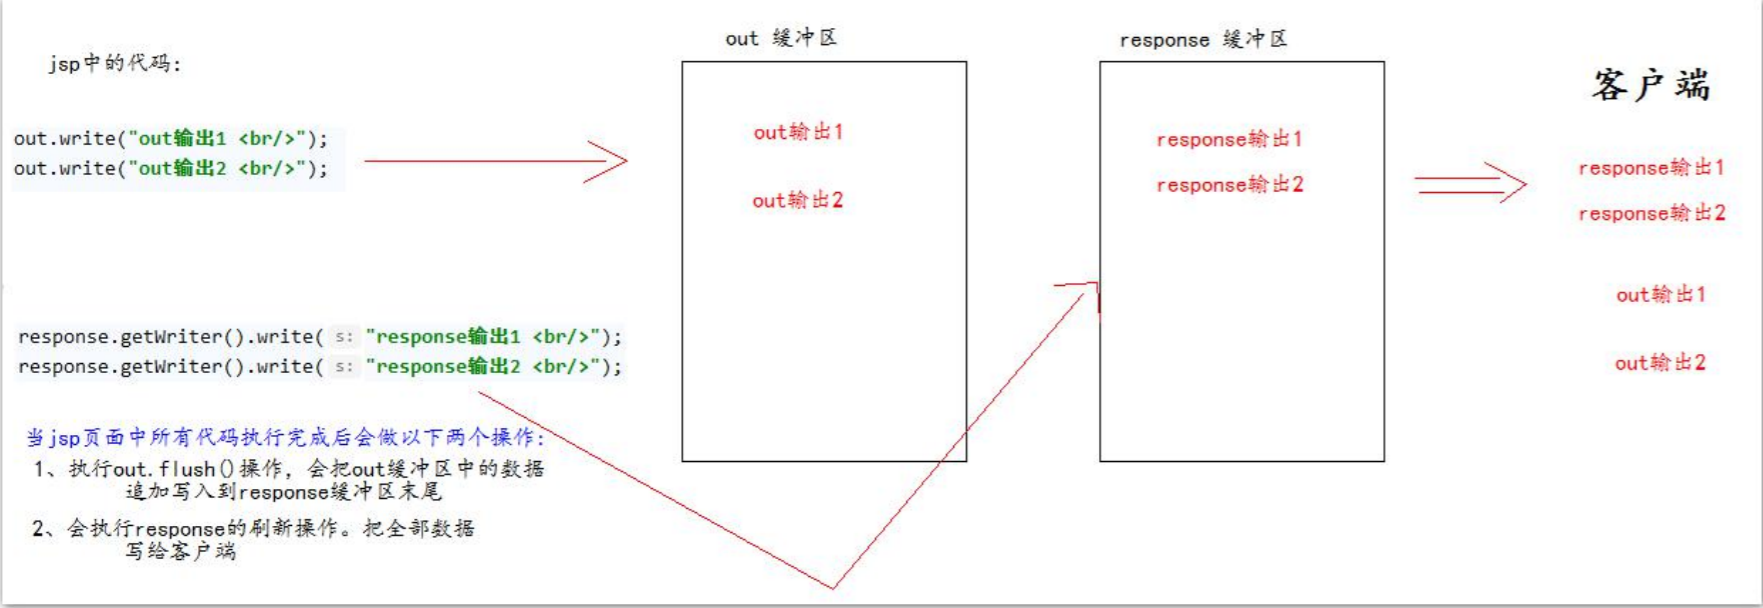 jsp中的代码:
out.write("out输出1 <br/>");
out.write("out输出2 <br/>");
response.getWriter().write( s: "response输出1 <br/>");
response.getWriter().write( s: "response输出2 <br/>");
当jsp页面中所有代码执行完成后会做以下两个操作:
1、执行out.flush()操作，会把out缓冲区中的数据
追加写入到response缓冲区末尾
2、会执行response的刷新操作。把全部数据
写给客户端
out 缓冲区
out输出1
out输出2
response 缓冲区
response输出1
response输出2
客户端
response输出1
response输出2
out输出1
out输出2